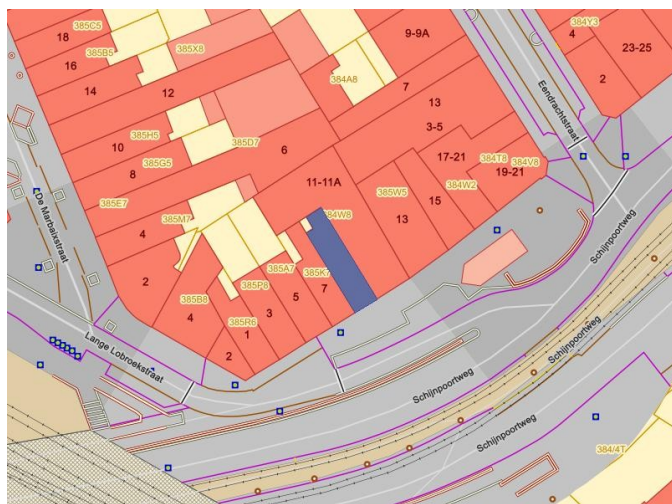 385C5
18
385B5
385X8
16
14
12
385H5
10
385G5
385D7
8
385E7
6
385M7
4
2
4
385B8
385P8
385A7
385K7
385R6
3
5
7
1
2
9-9A
384A8
7
13
3-5
17-21
384T8
384V8
19-21
384W2
385W5
15
13
11-11A
384W8
384Y3
4
23-25
2
Eendrachtstraat
De Marbaixstraat
Lange Lobroekstraat
Schijnpoortweg
Schijnpoortweg
Schijnpoortweg
Schijnpoortweg
384/4T